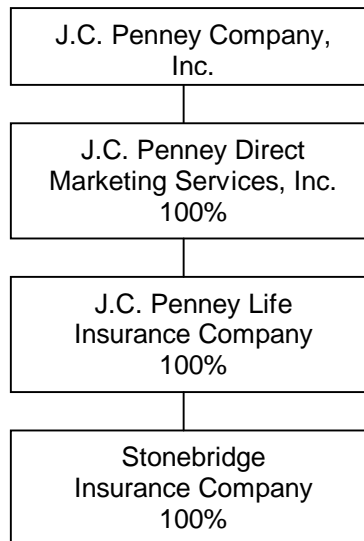 J.C. Penney Company,
Inc.
J.C. Penney Direct
Marketing Services, Inc.
100%
J.C. Penney Life
Insurance Company
100%
Stonebridge
Insurance Company
100%